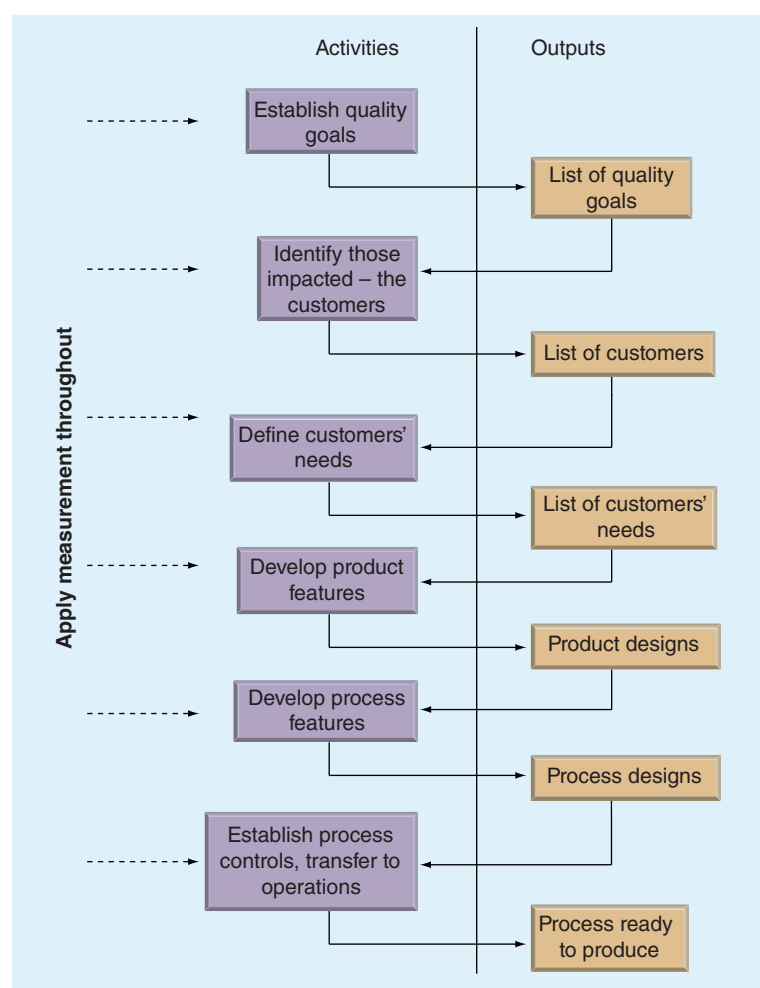 Activities
Outputs
Establish quality
goals
List of quality
goals
Identify those
impacted – the
customers
List of customers
Apply measurement throughout
Define customers’
needs
List of customers’
needs
Develop product
features
Product designs
Develop process
features
Process designs
Establish process
controls, transfer to
operations
Process ready
to produce